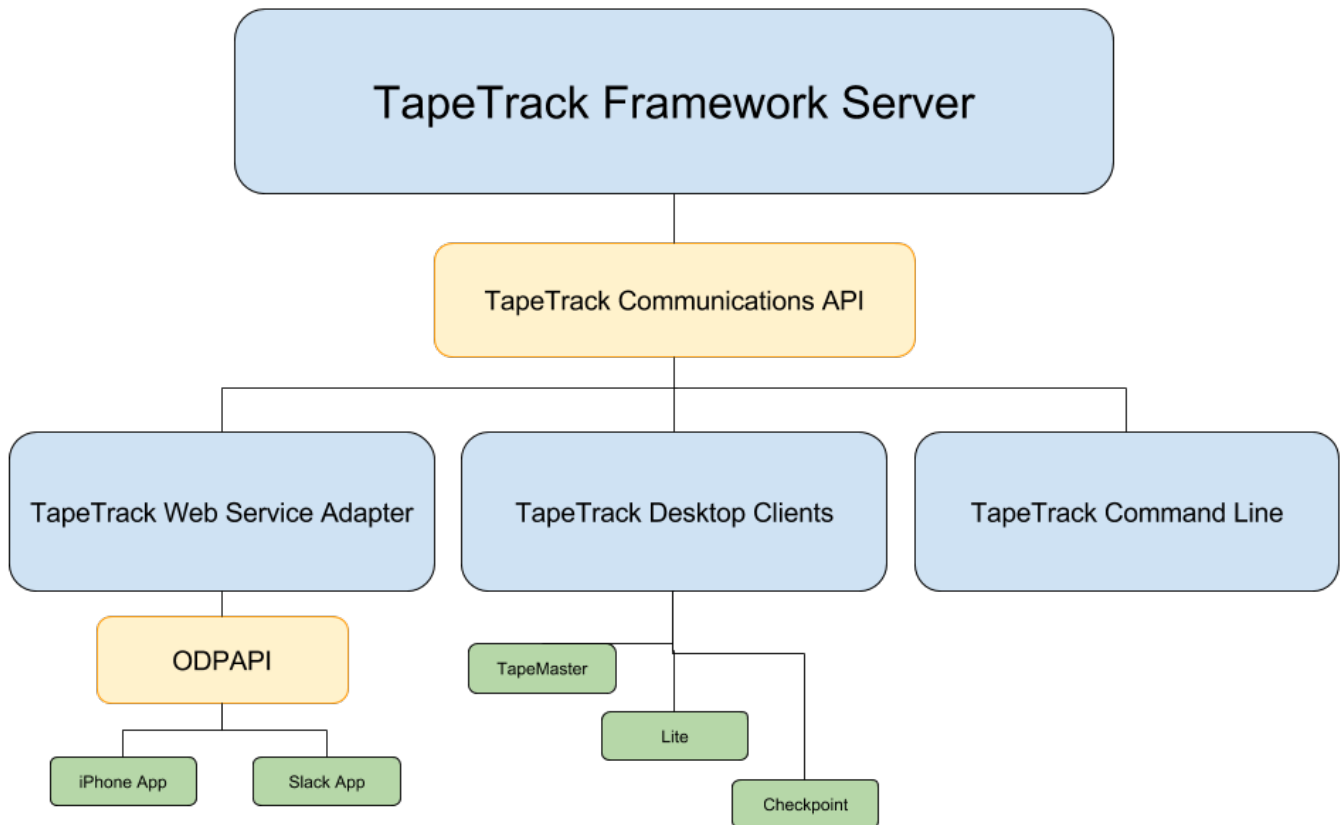 TapeTrack Framework Server
TapeTrack Communications API
TapeTrack Web Service Adapter
TapeTrack Desktop Clients
TapeTrack Command Line
ODPAPI
TapeMaster
Lite
iPhone App
Slack App
Checkpoint